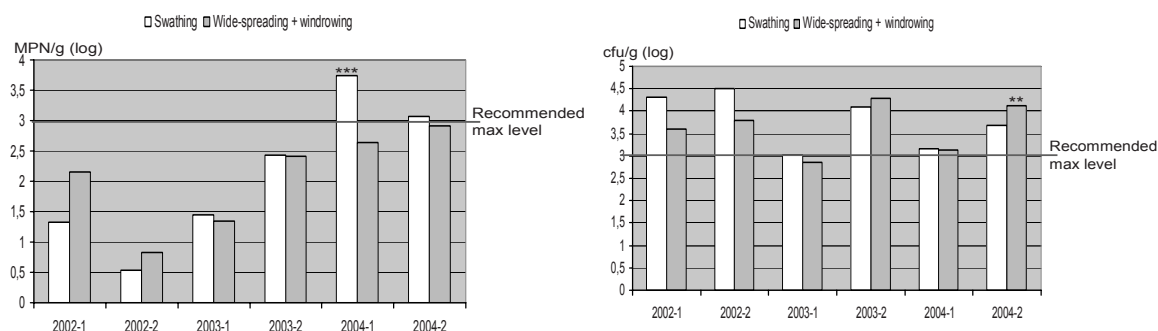 Swathing Wide-spreading + windrowing
MPN/g (log)
4
3,5
3
2,5
2
1,5
1
0,5
0
***
Recommended
max level
2002-1 2002-2 2003-1 2003-2 2004-1 2004-2
Swathing Wide-spreading + windrowing
cfu/g (log)
5
4,5
4
3,5
3
2,5
2
1,5
1
0,5
0
**
Recommended
max level
2002-1 2002-2 2003-1 2003-2 2004-1 2004-2